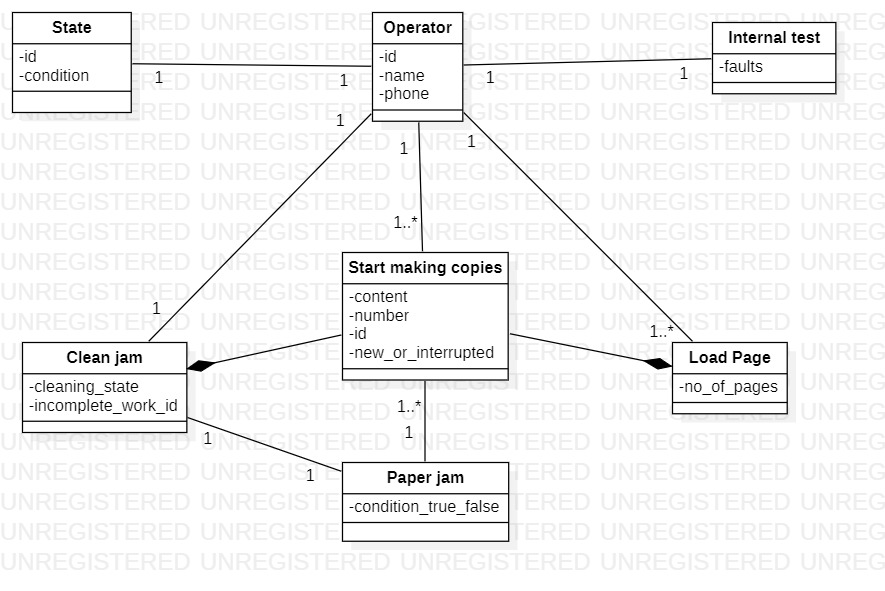 State
-id
-condition
Operator
-id
-name
-phone
Internal test
-faults
1
1
1
1
1
1
1
1..*
1
1..*
Start making copies
-content
-number
-id
-new_or_interrupted
Clean jam
-cleaning_state
-incomplete_work_id
Load Page
-no_of_pages
1..*
1
1
1
Paper jam
-condition_true_false
UNREGISTERED UNREGISTERED UNREGISTERED UNREGISTERED